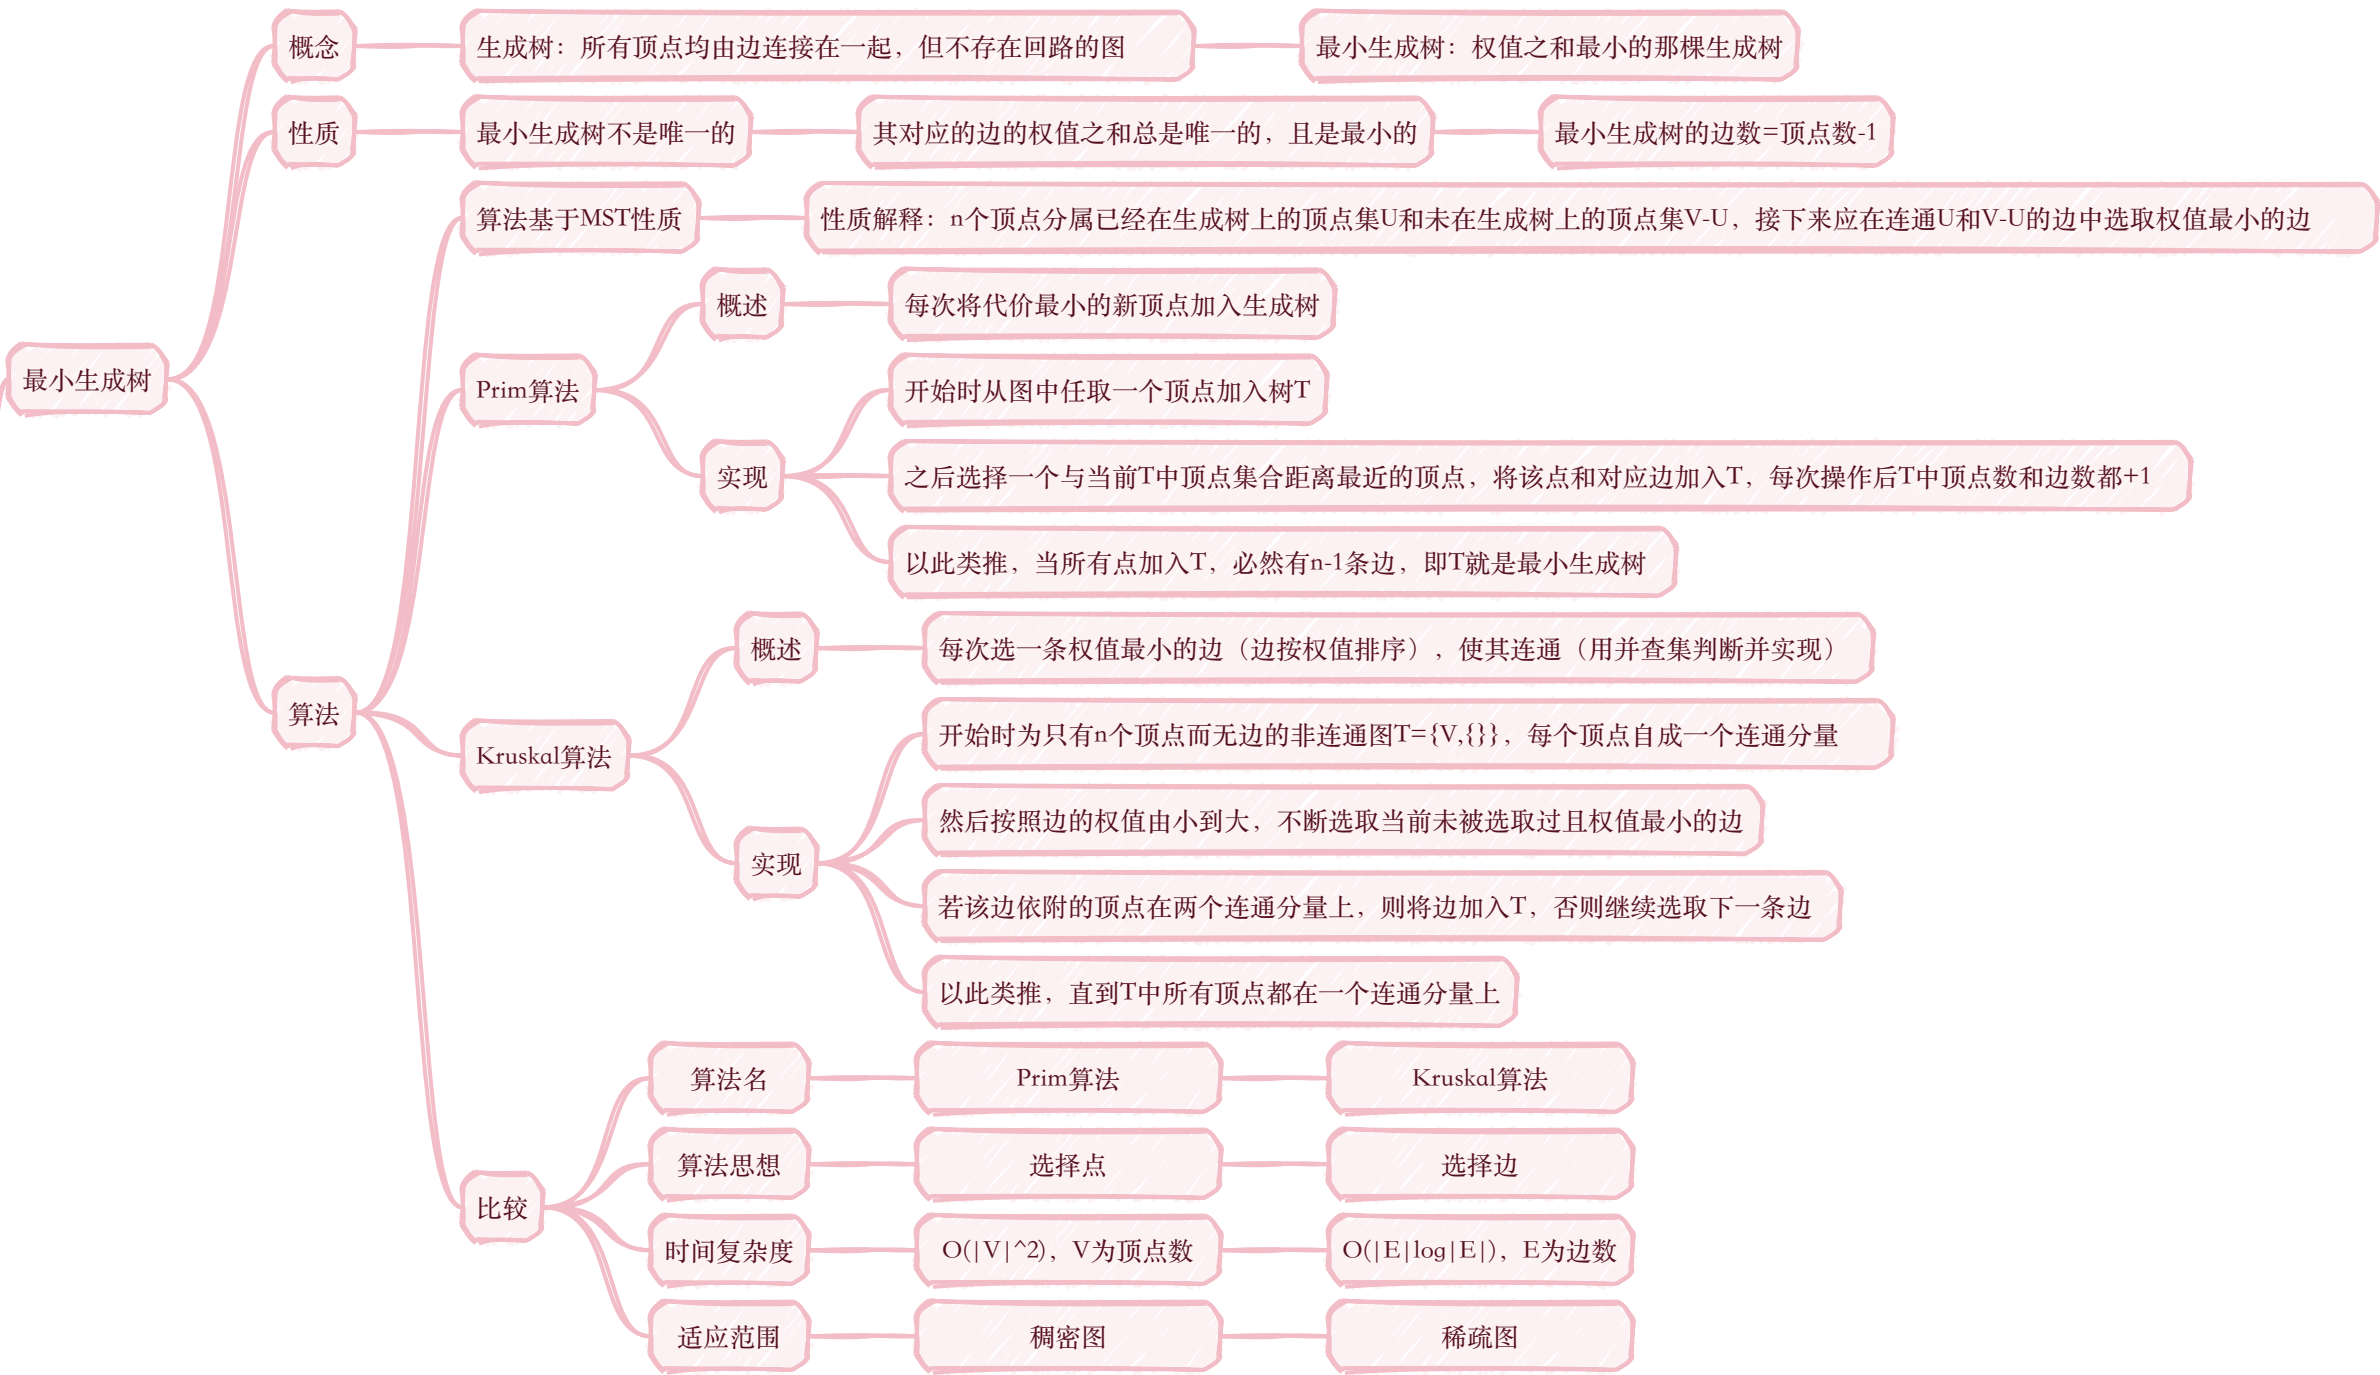 概念
生成树：所有顶点均由边连接在一起，但不存在回路的图
最小生成树：权值之和最小的那棵生成树
性质
最小生成树不是唯一的
其对应的边的权值之和总是唯一的，且是最小的
最小生成树的边数=顶点数-1
算法基于MST性质
性质解释：n个顶点分属已经在生成树上的顶点集U和未在生成树上的顶点集V-U，接下来应在连通U和V-U的边中选取权值最小的边
概述
每次将代价最小的新顶点加入生成树
最小生成树
Prim算法
开始时从图中任取一个顶点加入树T
实现
之后选择一个与当前T中顶点集合距离最近的顶点，将该点和对应边加入T，每次操作后T中顶点数和边数都+1
以此类推，当所有点加入T，必然有n-1条边，即T就是最小生成树
概述
每次选一条权值最小的边（边按权值排序），使其连通（用并查集判断并实现）
算法
Kruskal算法
开始时为只有n个顶点而无边的非连通图T={V,{}}，每个顶点自成一个连通分量
然后按照边的权值由小到大，不断选取当前未被选取过且权值最小的边
实现
若该边依附的顶点在两个连通分量上，则将边加入T，否则继续选取下一条边
以此类推，直到T中所有顶点都在一个连通分量上
算法名
Prim算法
Kruskal算法
算法思想
选择点
选择边
比较
时间复杂度
O(|V|^2)，V为顶点数
O(|E|log|E|)，E为边数
适应范围
稠密图
稀疏图